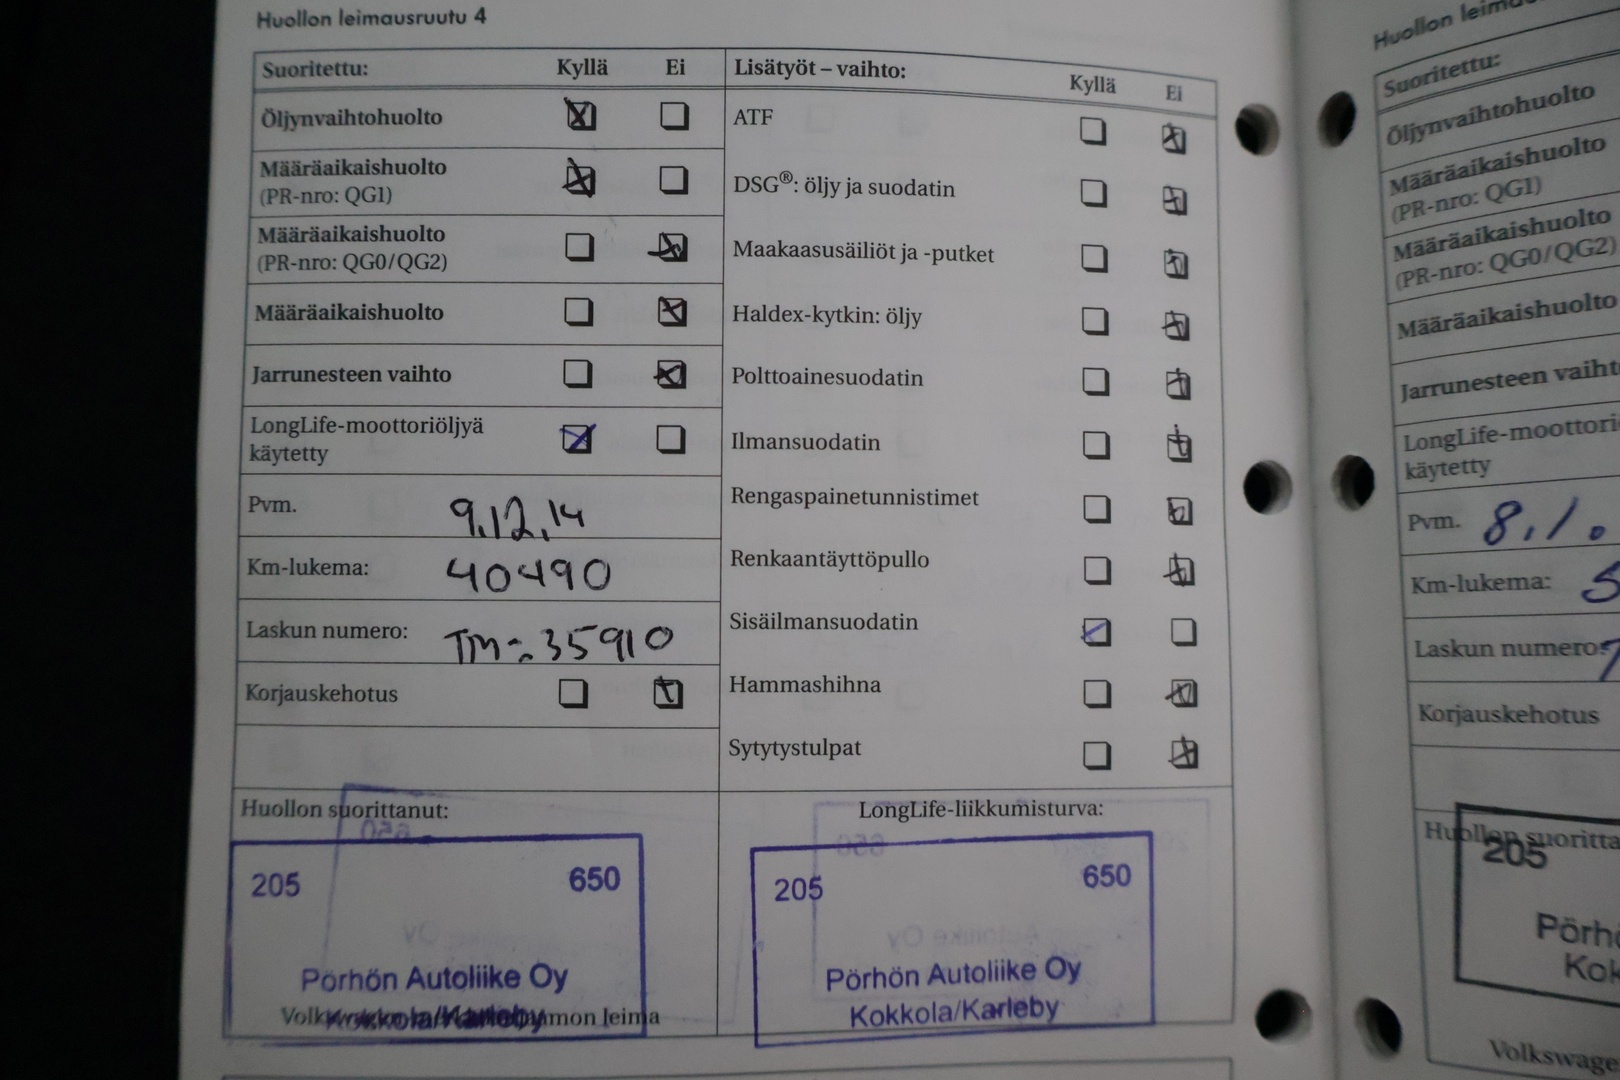 Huollon leimausruutu 4
Suoritettu: Kyllä Ei
Öljynvaihtohuolto
Määräaikaishuolto
(PR-nro: QG1)
Määräaikaishuolto
(PR-nro: QG0/QG2)
Määräaikaishuolto
Jarrunesteen vaihto
LongLife-moottoriöljyä
käytetty
Pvm. 9.12.14
Km-lukema: 40490
Laskun numero: 35910
Korjauskehotus
Huollon suorittanut:
205 650
Pörhön Autoliike Oy
Kokkola/Karleby
leima
Lisätyöt – vaihto: Kyllä Ei
ATF
DSG®: öljy ja suodatin
Maakaasusäiliöt ja -putket
Haldex-kytkin: öljy
Polttoainesuodatin
Ilmansuodatin
Rengaspainetunnistimet
Renkaantäyttöpullo
Sisäilmansuodatin
Hammashihna
Sytytystulpat
LongLife-liikkumisturva:
205 650
Pörhön Autoliike Oy
Kokkola/Karleby
Huollon
Suoritettu:
Öljynvaihtohuolto
Määräaikaishuolto
(PR-nro: QG1)
Määräaikaishuolto
(PR-nro: QG0/QG2)
Määräaikaishuolto
Jarrunesteen
käytetty
Pvm. 8.1.
Km-lukema:
Laskun numero:
Korjauskehotus
Huollon
205